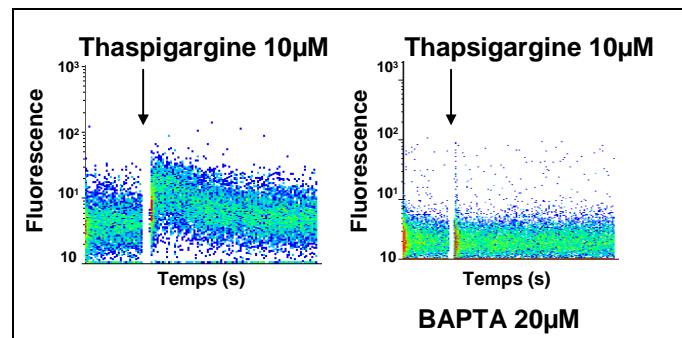 Thaspigargine 10µM
Fluorescence
10³
10²
10¹
10
Temps (s)
Thapsigargine 10µM
Fluorescence
10³
10²
10¹
10
Temps (s)
BAPTA 20µM